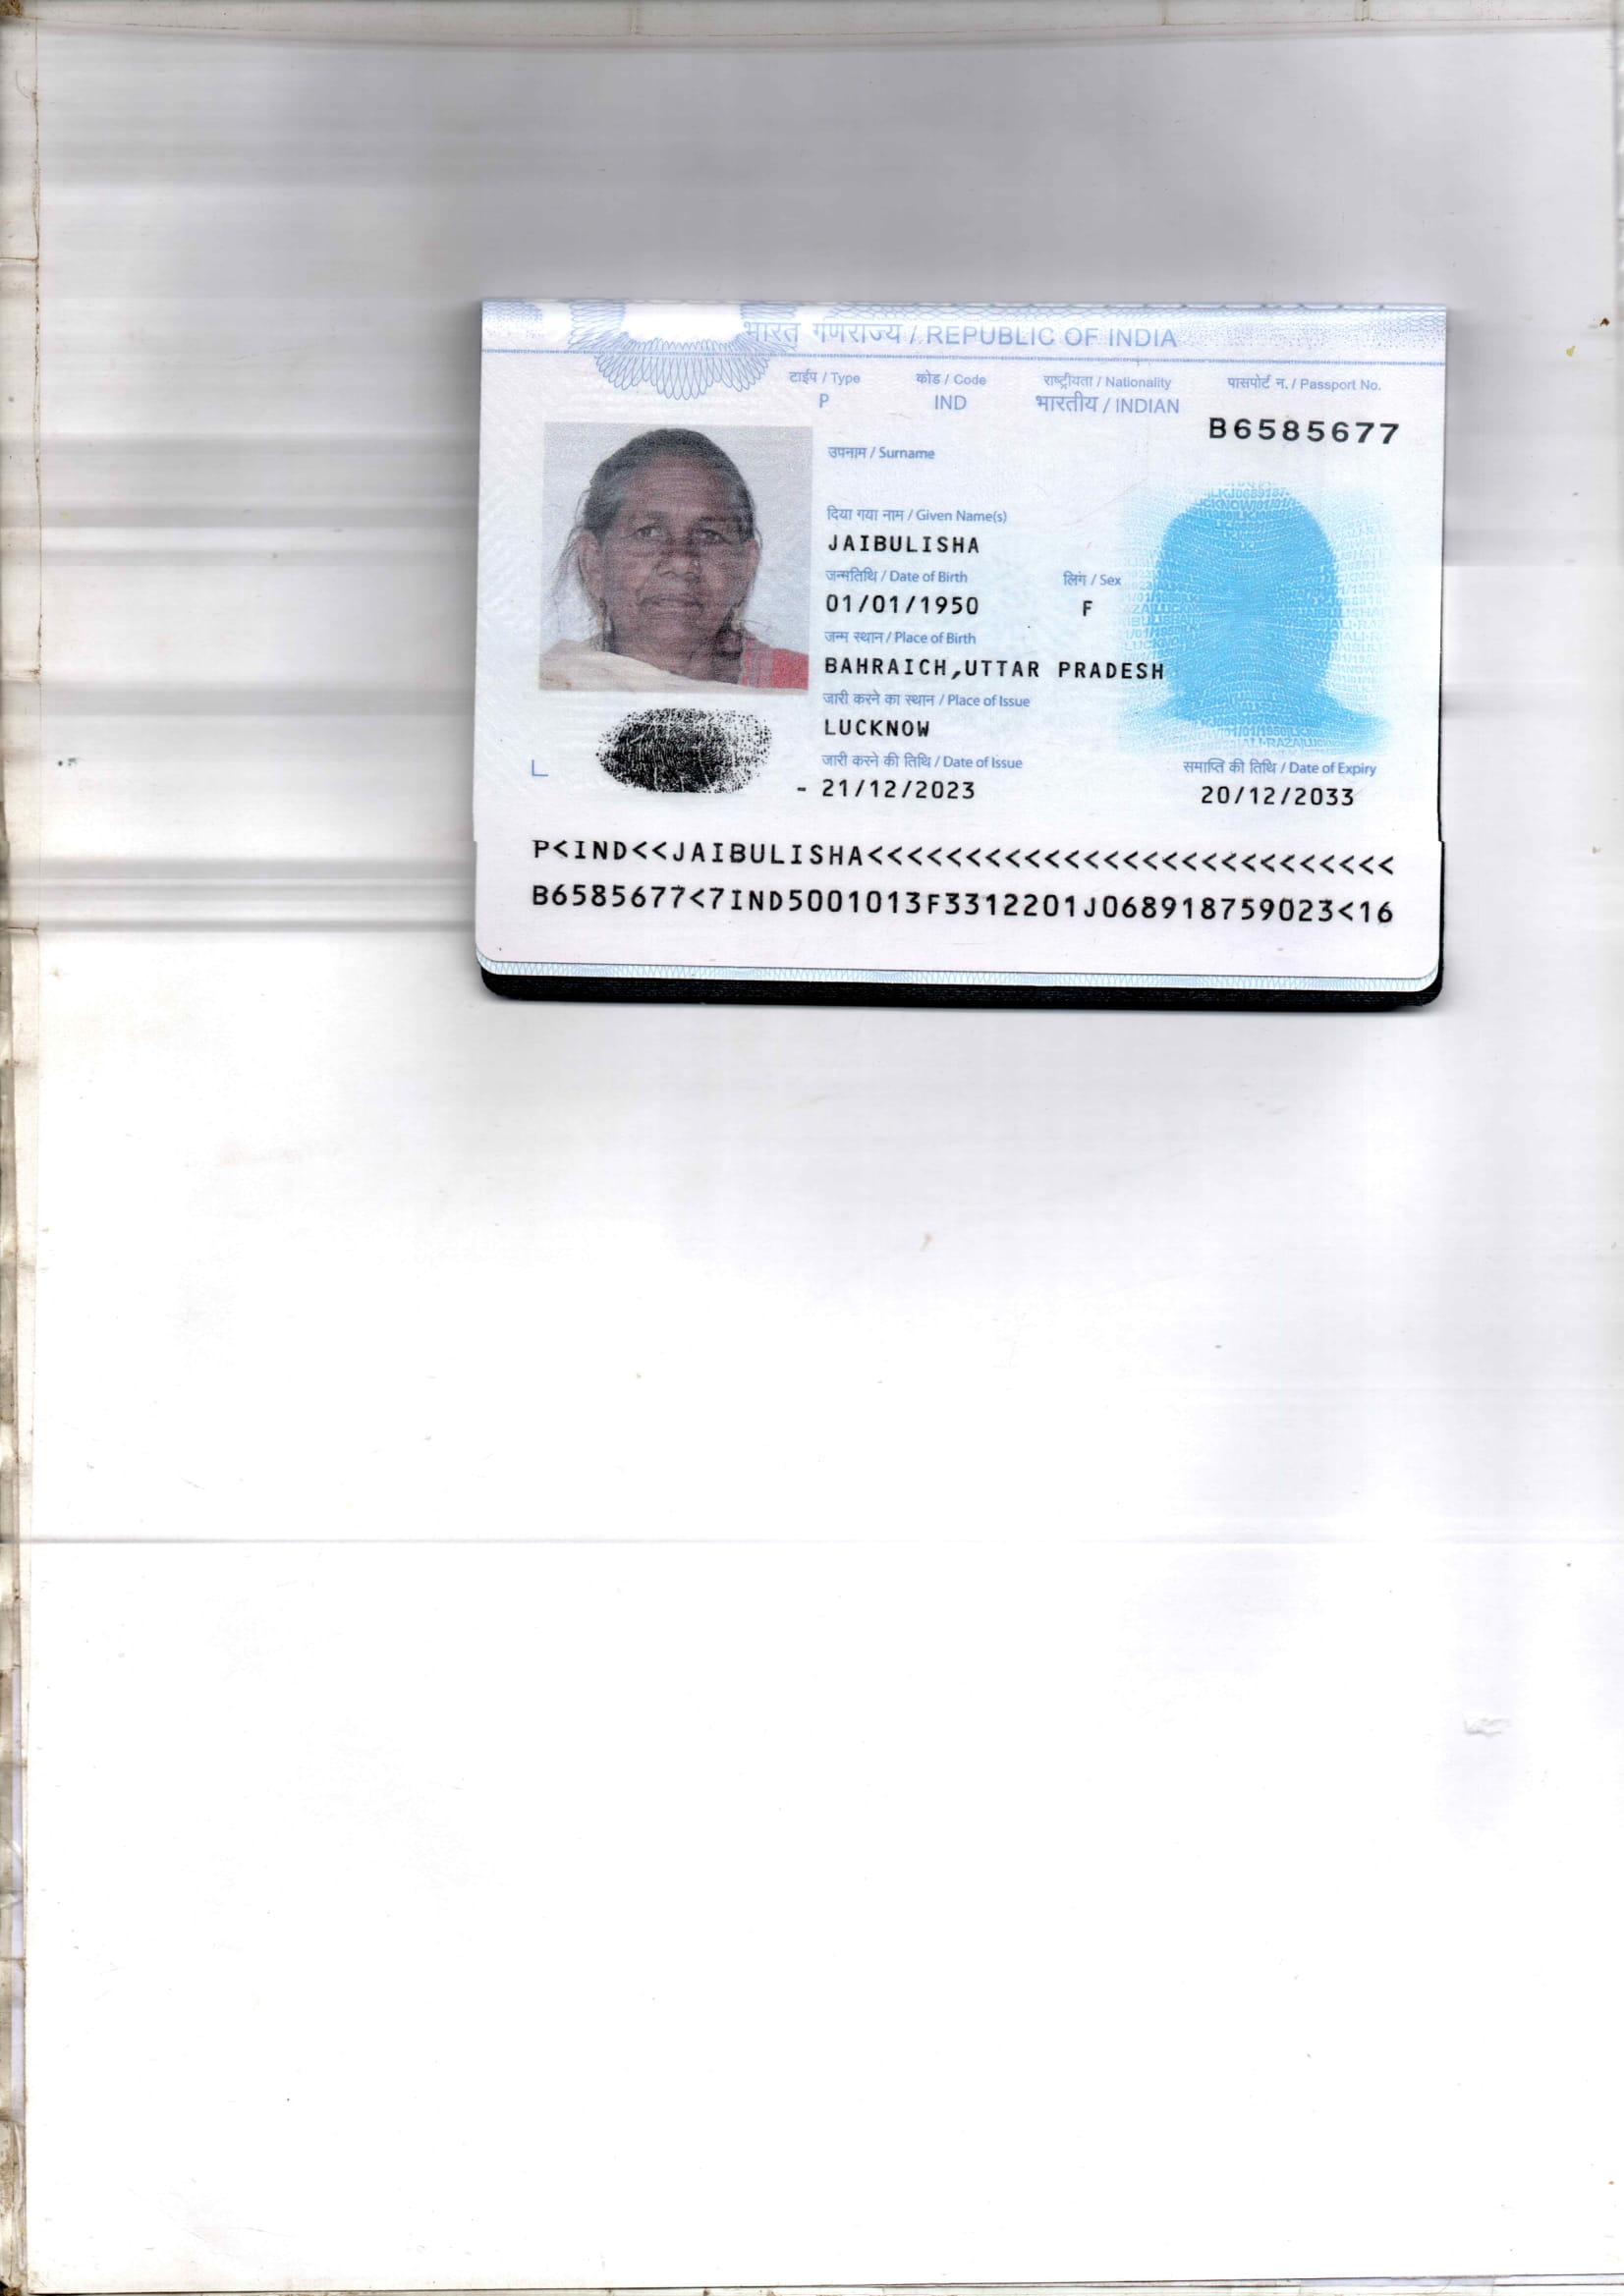 भारत गणराज्य / REPUBLIC OF INDIA
टाईप / Type कोड / Code राष्ट्रीयता / Nationality पासपोर्ट न. / Passport No.
P IND भारतीय / INDIAN B6585677
उपनाम / Surname
दिया गया नाम / Given Name(s)
JAIBULISHA
जन्मतिथि / Date of Birth लिंग / Sex
01/01/1950 F
जन्म स्थान / Place of Birth
BAHRAICH,UTTAR PRADESH
जारी करने का स्थान / Place of Issue
LUCKNOW
जारी करने की तिथि / Date of Issue समाप्ति की तिथि / Date of Expiry
L - 21/12/2023 20/12/2033
P<IND<<JAIBULISHA<<<<<<<<<<<<<<<<<<<<<<<<<<<
B6585677<7IND5001013F3312201J068918759023<16